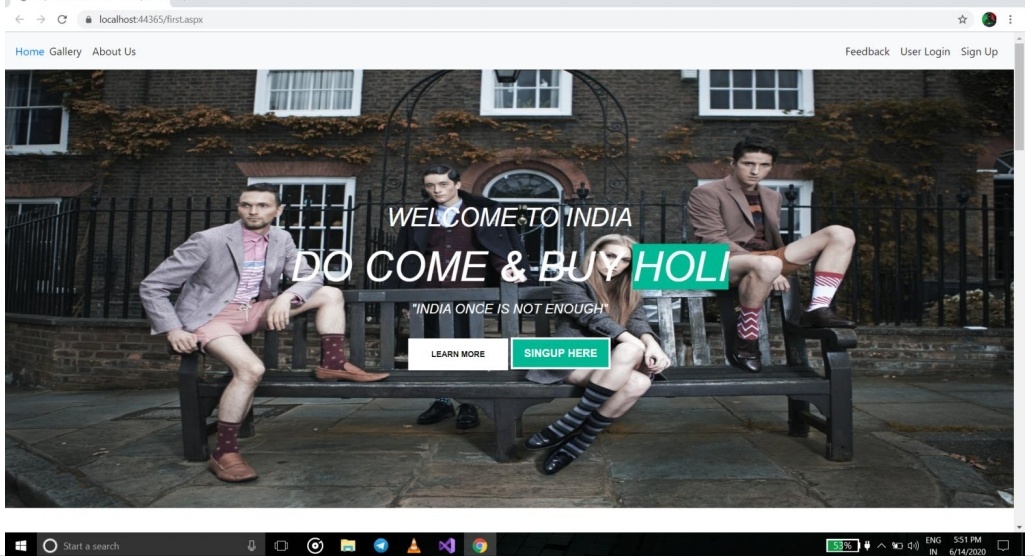 localhost:44365/first.aspx
Home Gallery About Us Feedback User Login Sign Up
WELCOME TO INDIA
DO COME & BUY HOLI
"INDIA ONCE IS NOT ENOUGH"
LEARN MORE SINGUP HERE
Start a search 53% ENG 5:51 PM
IN 6/14/2020